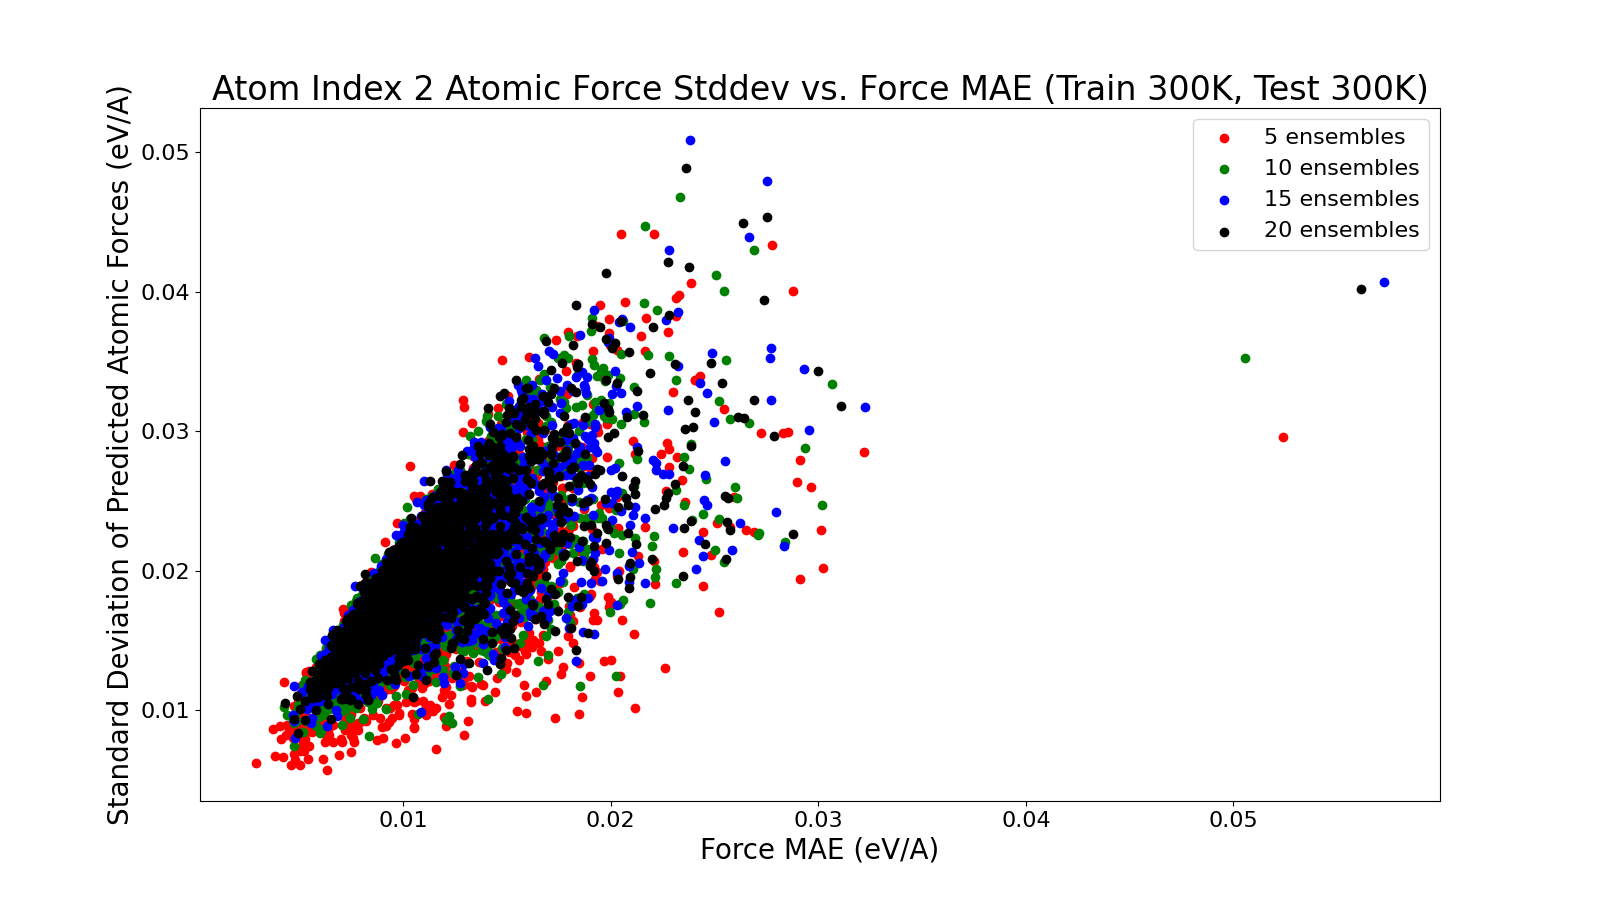 Atom Index 2 Atomic Force Stddev vs. Force MAE (Train 300K, Test 300K)
Standard Deviation of Predicted Atomic Forces (eV/A)
0.05
0.04
0.03
0.02
0.01
5 ensembles
10 ensembles
15 ensembles
20 ensembles
0.01
0.02
0.03
0.04
0.05
Force MAE (eV/A)